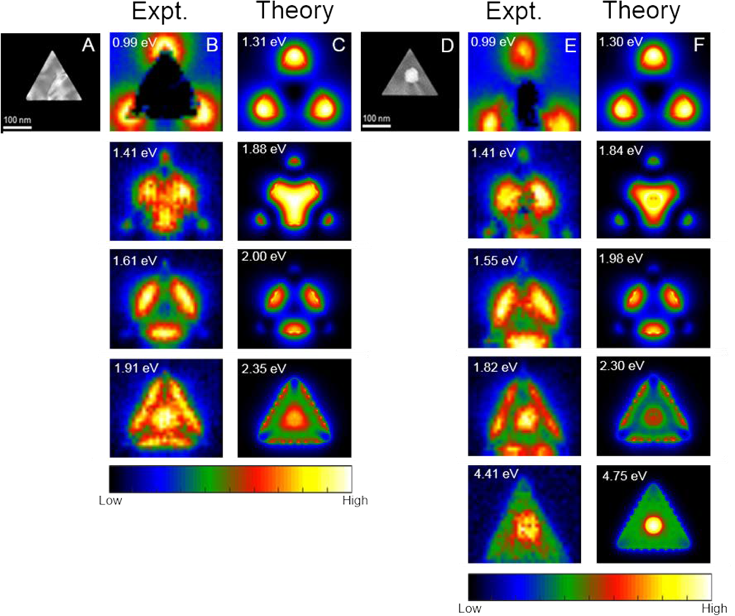 Expt. Theory Expt. Theory
A 0.99 eV B 1.31 eV C D 0.99 eV E 1.30 eV F
100 nm 100 nm
1.41 eV 1.88 eV 1.41 eV 1.84 eV
1.61 eV 2.00 eV 1.55 eV 1.98 eV
1.91 eV 2.35 eV 1.82 eV 2.30 eV
4.41 eV 4.75 eV
Low High
Low High